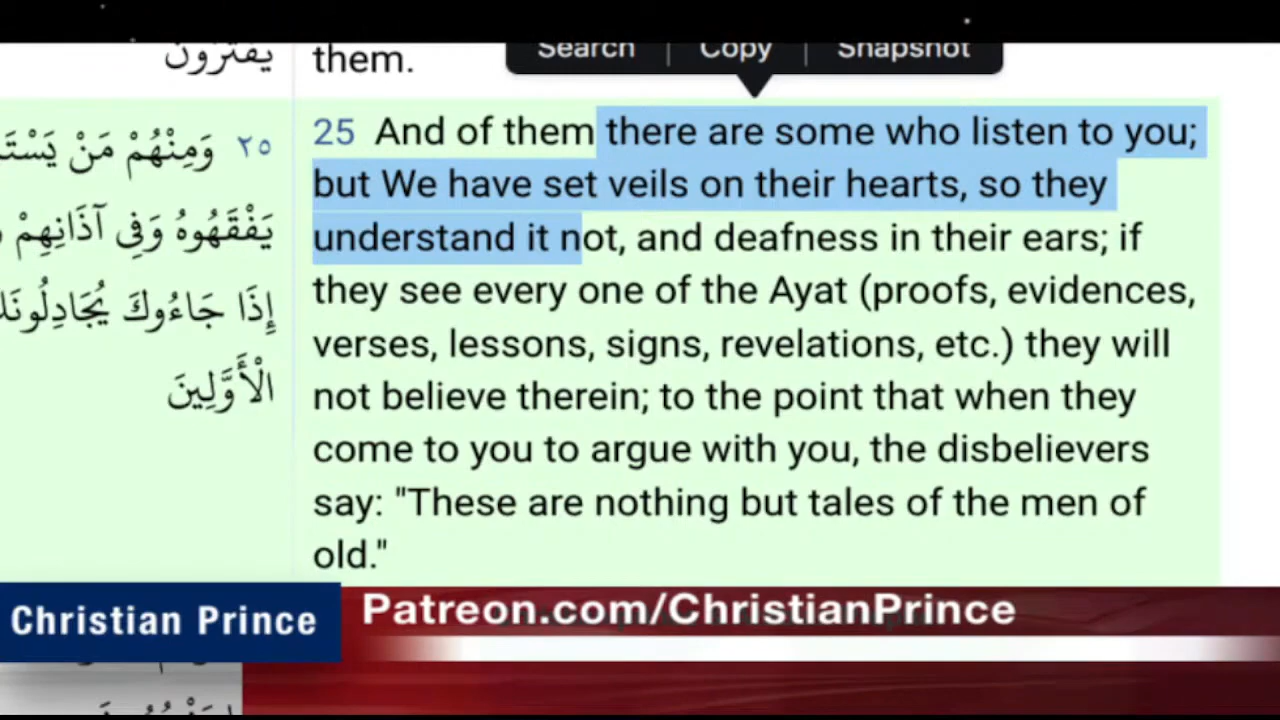 يفترون
them.
Search | Copy | Snapshot
٢٥ وَمِنْهُمْ مَنْ
يَفْقَهُوهُ وَفِي آذَانِهِمْ
إِذَا جَاءُوكَ يُجَادِلُونَكَ
الْأَوَّلِينَ
25 And of them there are some who listen to you;
but We have set veils on their hearts, so they
understand it not, and deafness in their ears; if
they see every one of the Ayat (proofs, evidences,
verses, lessons, signs, revelations, etc.) they will
not believe therein; to the point that when they
come to you to argue with you, the disbelievers
say: "These are nothing but tales of the men of
old."
Christian Prince
Patreon.com/ChristianPrince